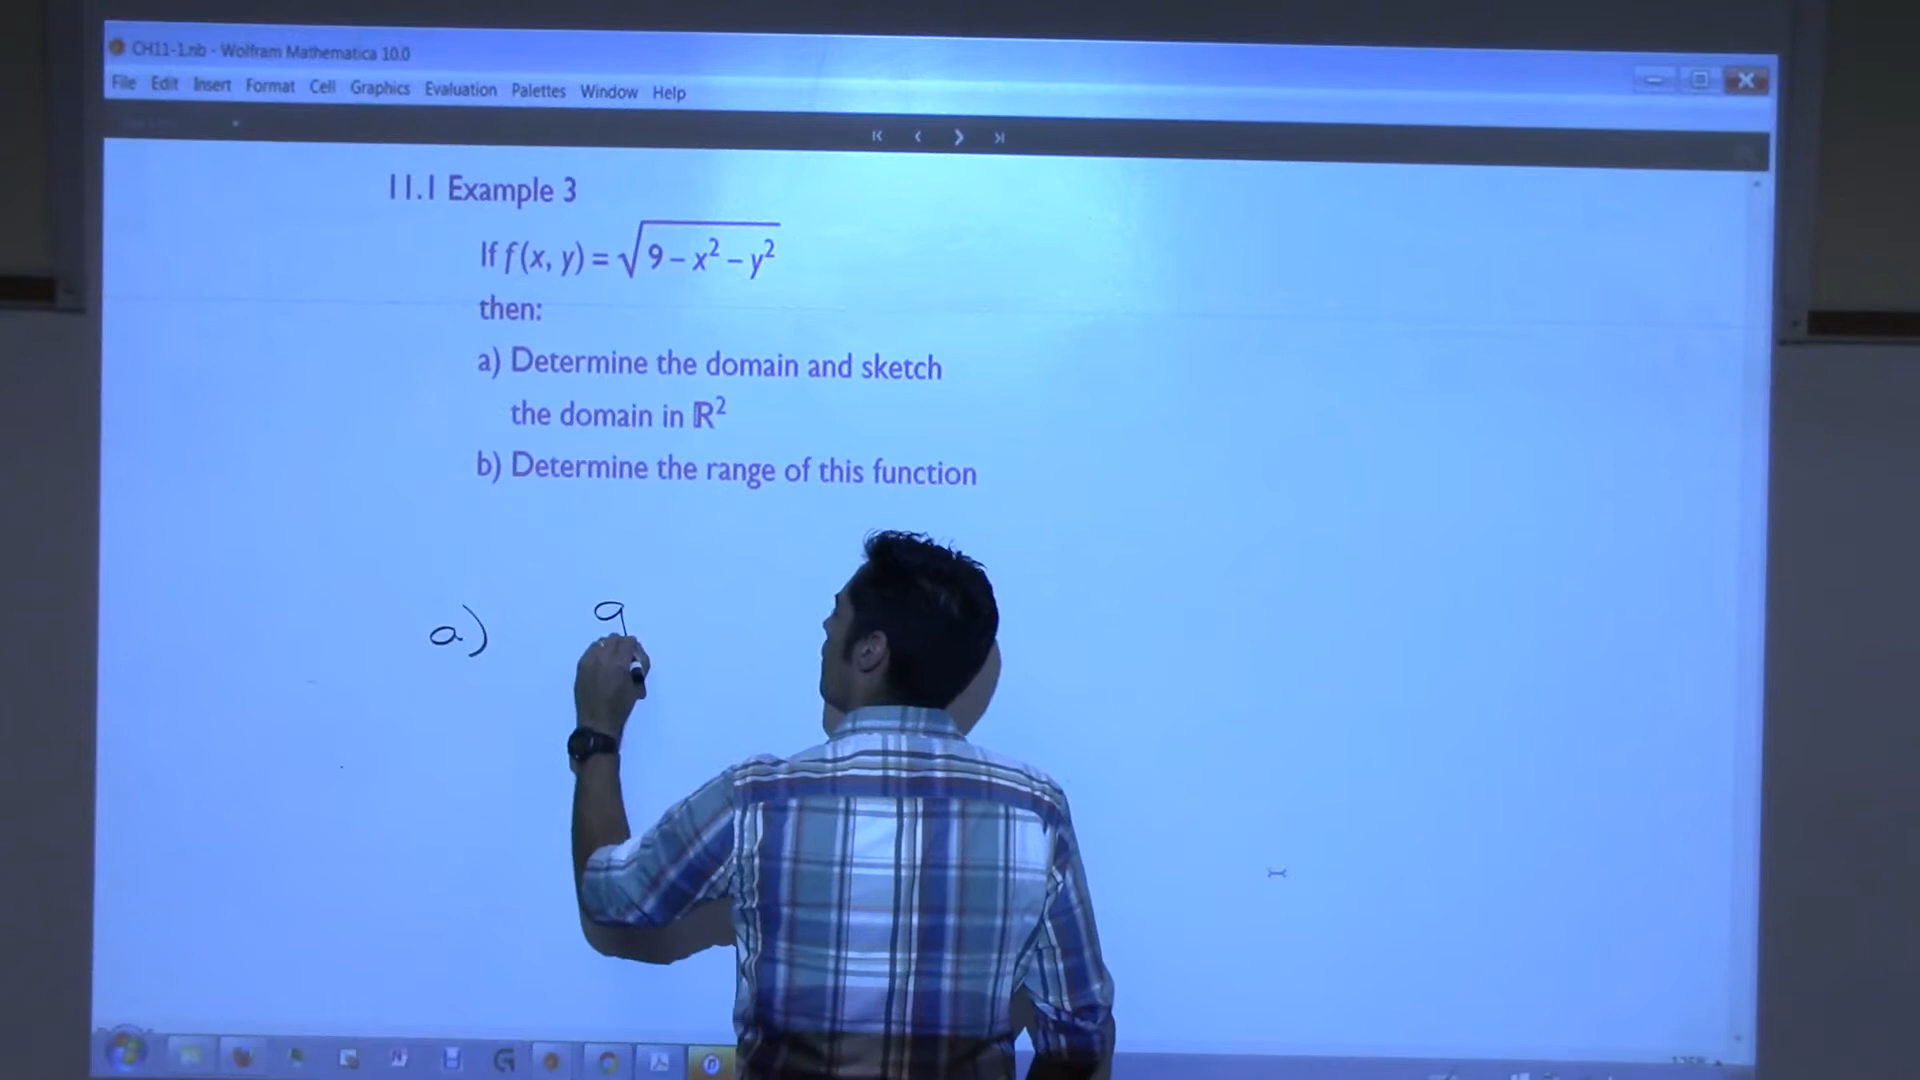 CH11-1.nb - Wolfram Mathematica 10.0
File Edit Insert Format Cell Graphics Evaluation Palettes Window Help
11.1 Example 3
If f(x, y) = √(9 – x² – y²)
then:
a) Determine the domain and sketch
the domain in ℝ²
b) Determine the range of this function
a) 9